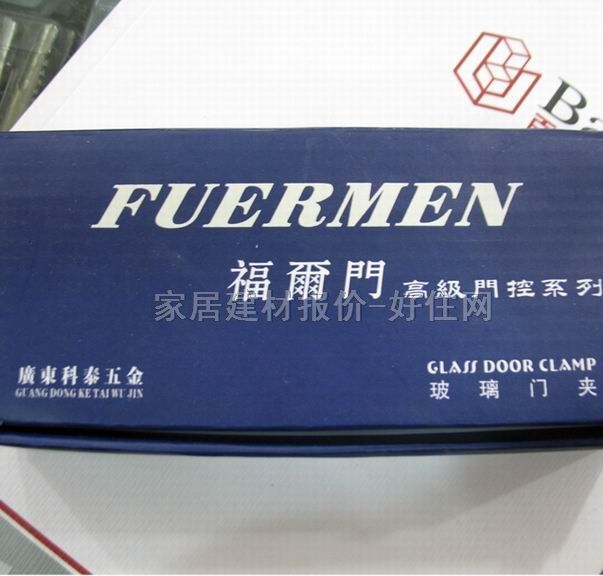 Ba
FUERMEN
福爾門 高級門控系列
家居建材报价-好住网
GLASS DOOR CLAMP
廣東科泰五金
玻璃门夹
GUANG DONG KE TAI WU JIN